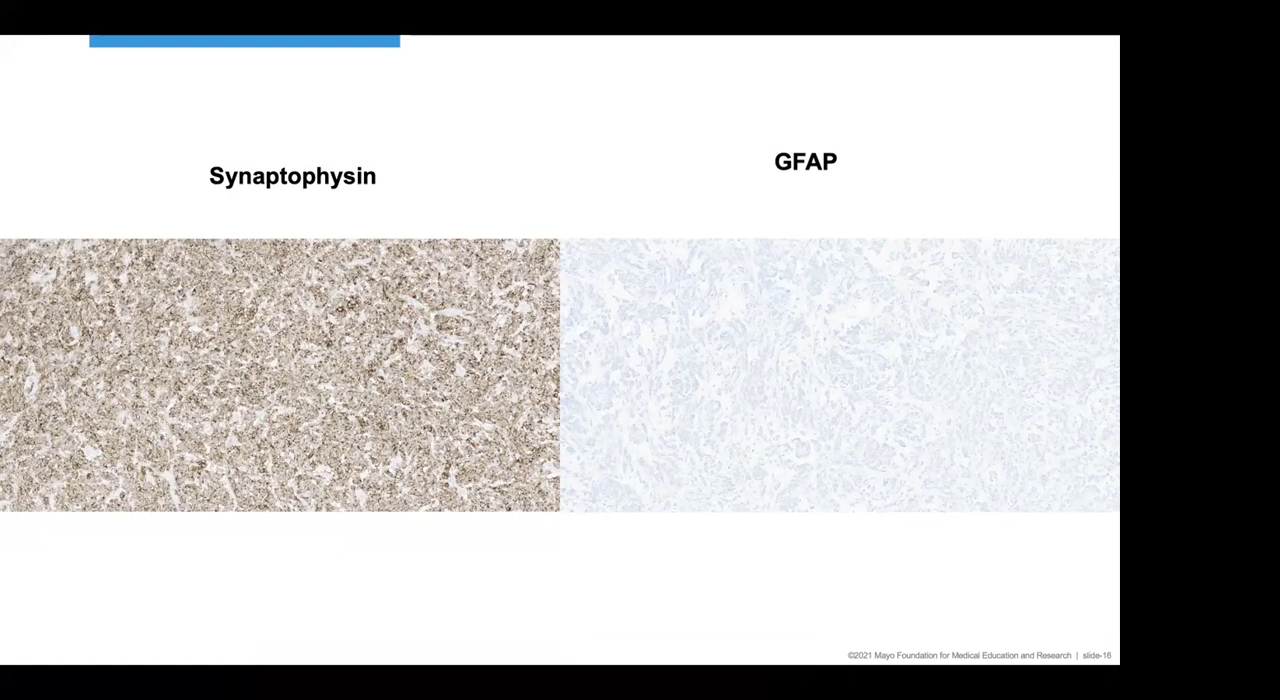 Synaptophysin
GFAP
©2021 Mayo Foundation for Medical Education and Research | slide-16